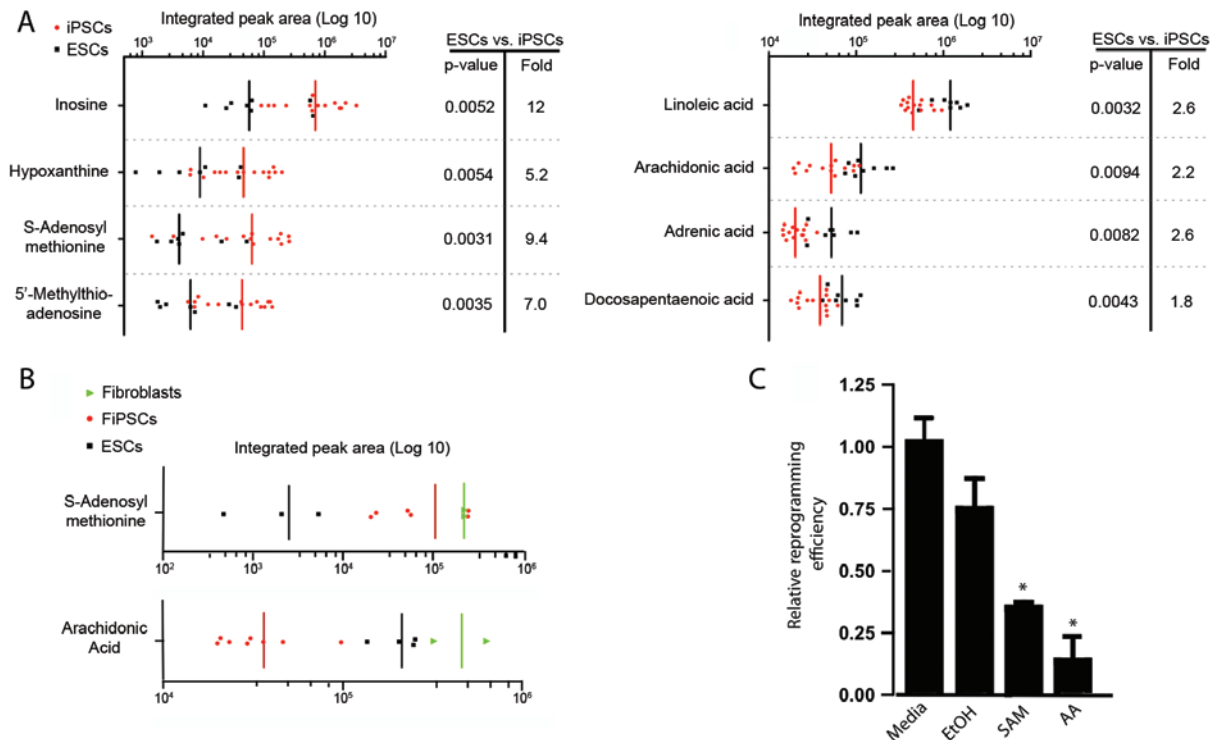 A
iPSCs
ESCs
Integrated peak area (Log 10)
10³ 10⁴ 10⁵ 10⁶ 10⁷
ESCs vs. iPSCs
p-value Fold
Inosine 0.0052 12
Hypoxanthine 0.0054 5.2
S-Adenosyl
methionine 0.0031 9.4
5'-Methylthio-
adenosine 0.0035 7.0
Integrated peak area (Log 10)
10⁴ 10⁵ 10⁶ 10⁷
ESCs vs. iPSCs
p-value Fold
Linoleic acid 0.0032 2.6
Arachidonic acid 0.0094 2.2
Adrenic acid 0.0082 2.6
Docosapentaenoic acid 0.0043 1.8
B
Fibroblasts
FiPSCs
ESCs
Integrated peak area (Log 10)
S-Adenosyl
methionine
10² 10³ 10⁴ 10⁵ 10⁶
Arachidonic
Acid
10⁴ 10⁵ 10⁶
C
Relative reprogramming
efficiency
1.25
1.00
0.75
0.50
0.25
0.00
* *
Media EtOH SAM AA